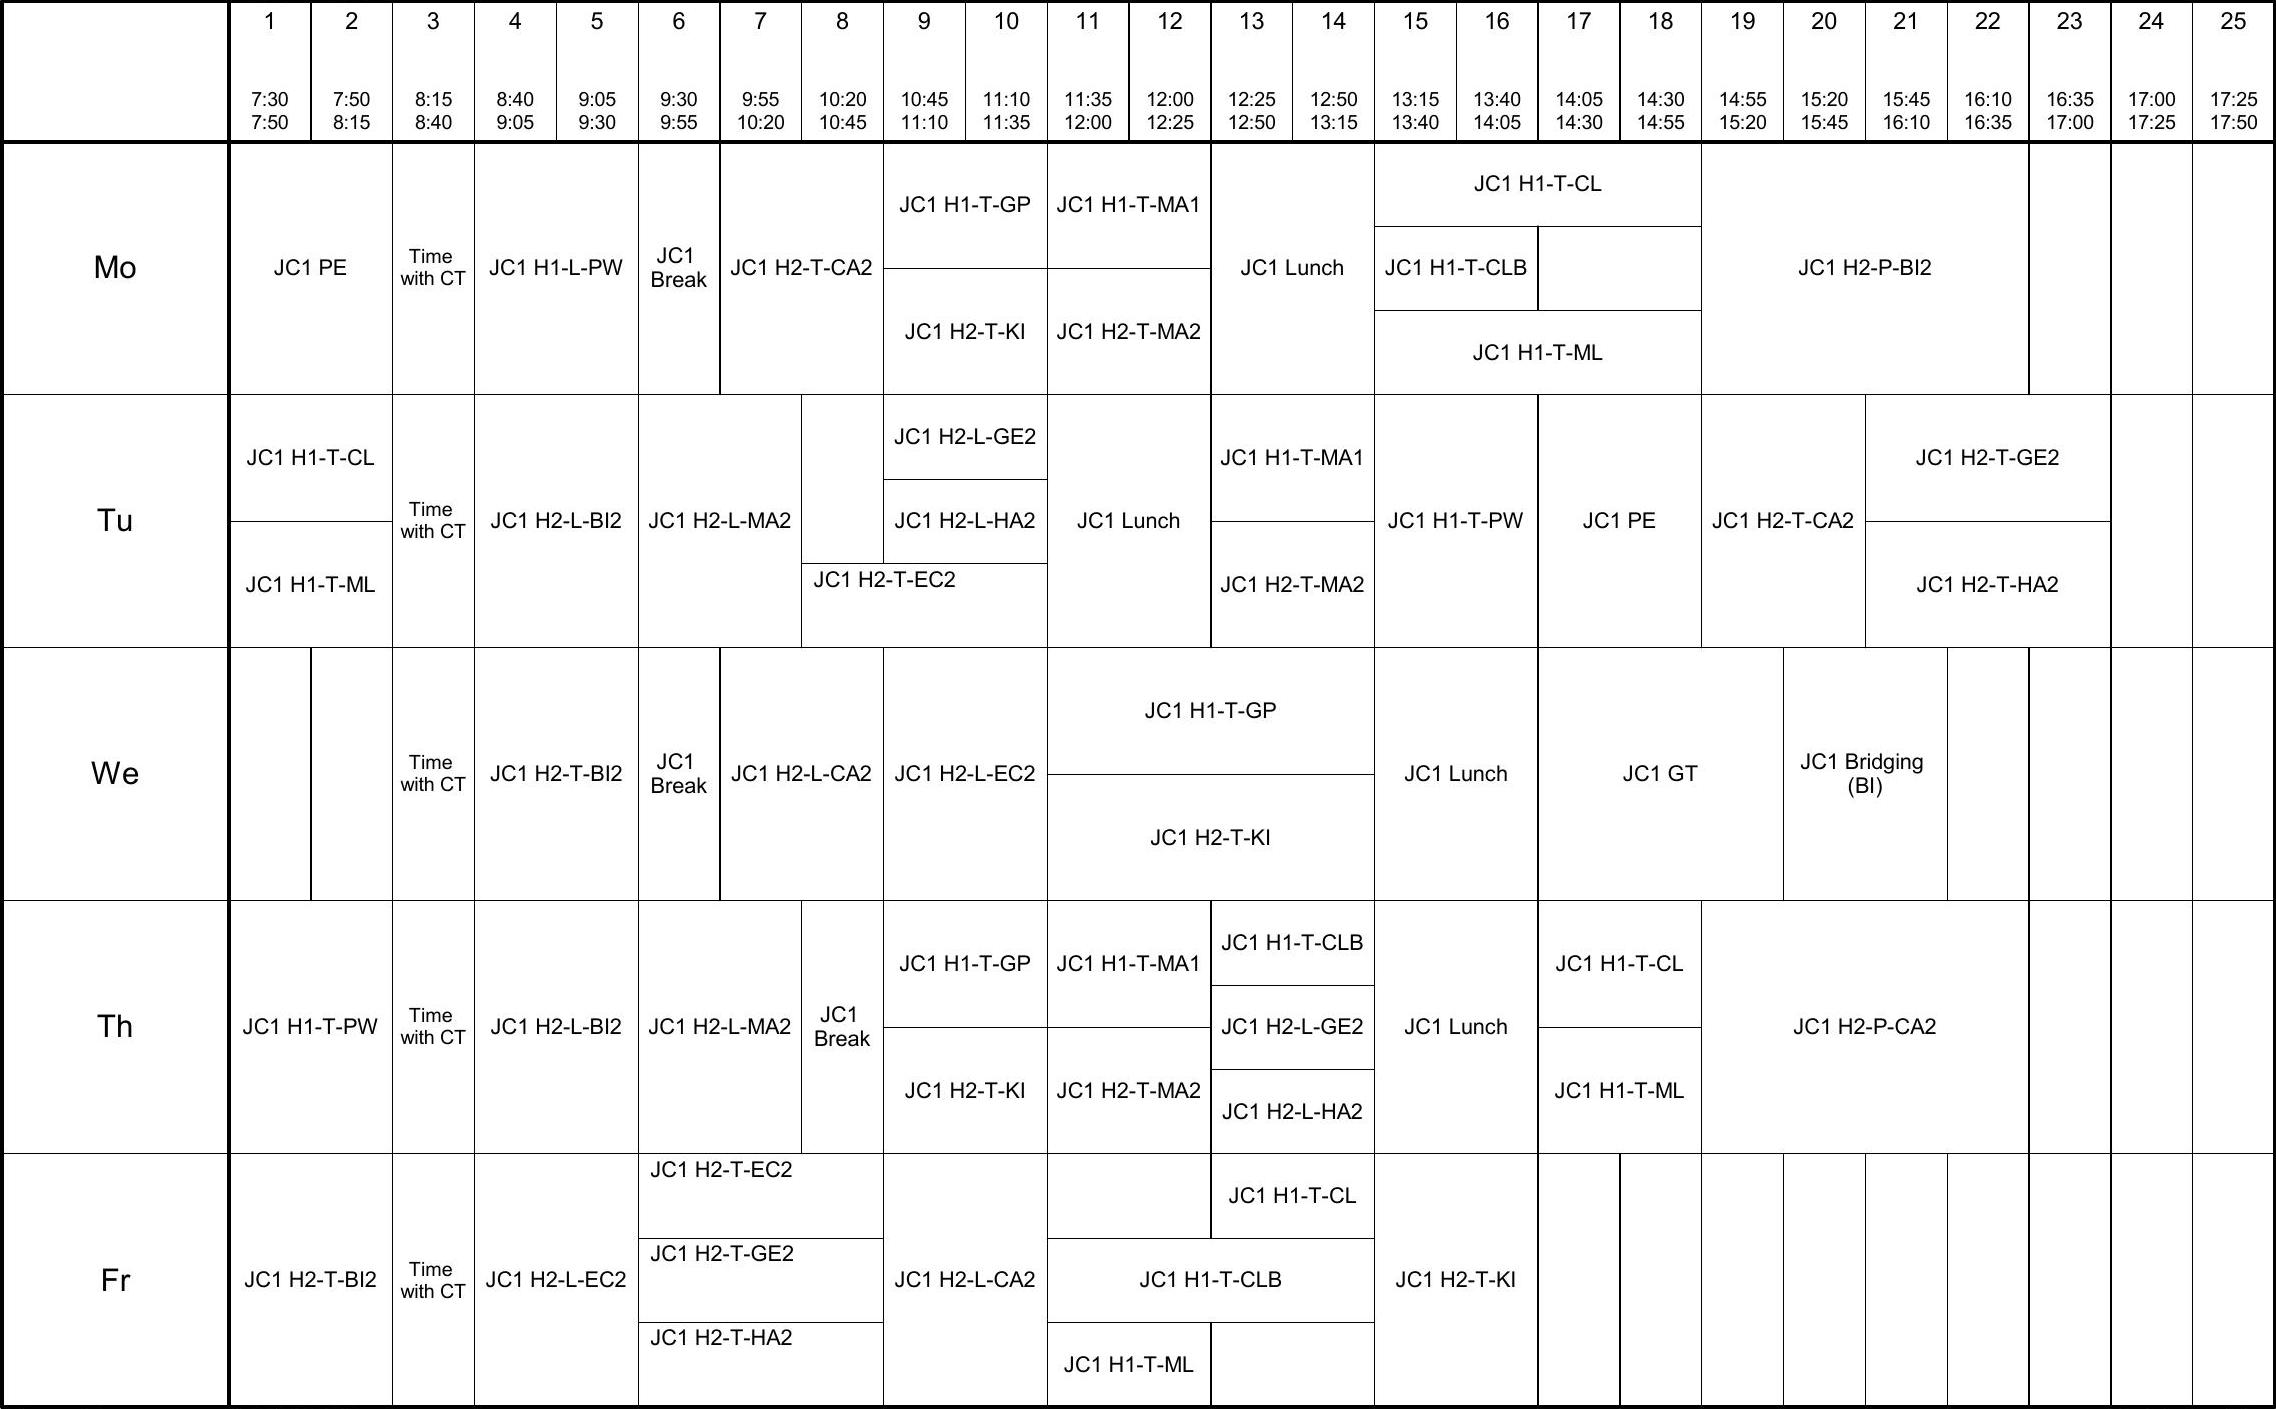 1 2 3 4 5 6 7 8 9 10 11 12 13 14 15 16 17 18 19 20 21 22 23 24 25
7:30 7:50 8:15 8:40 9:05 9:30 9:55 10:20 10:45 11:10 11:35 12:00 12:25 12:50 13:15 13:40 14:05 14:30 14:55 15:20 15:45 16:10 16:35 17:00 17:25
7:50 8:15 8:40 9:05 9:30 9:55 10:20 10:45 11:10 11:35 12:00 12:25 12:50 13:15 13:40 14:05 14:30 14:55 15:20 15:45 16:10 16:35 17:00 17:25 17:50
Mo
JC1 PE
Time
with CT
JC1 H1-L-PW
JC1
Break
JC1 H2-T-CA2
JC1 H1-T-GP
JC1 H2-T-KI
JC1 H1-T-MA1
JC1 H2-T-MA2
JC1 Lunch
JC1 H1-T-CL
JC1 H1-T-CLB
JC1 H1-T-ML
JC1 H2-P-BI2
Tu
JC1 H1-T-CL
JC1 H1-T-ML
Time
with CT
JC1 H2-L-BI2
JC1 H2-L-MA2
JC1 H2-L-GE2
JC1 H2-L-HA2
JC1 H2-T-EC2
JC1 Lunch
JC1 H1-T-MA1
JC1 H2-T-MA2
JC1 H1-T-PW
JC1 PE
JC1 H2-T-CA2
JC1 H2-T-GE2
JC1 H2-T-HA2
We
Time
with CT
JC1 H2-T-BI2
JC1
Break
JC1 H2-L-CA2
JC1 H2-L-EC2
JC1 H1-T-GP
JC1 H2-T-KI
JC1 Lunch
JC1 GT
JC1 Bridging
(BI)
Th
JC1 H1-T-PW
Time
with CT
JC1 H2-L-BI2
JC1 H2-L-MA2
JC1
Break
JC1 H1-T-GP
JC1 H2-T-KI
JC1 H1-T-MA1
JC1 H2-T-MA2
JC1 H1-T-CLB
JC1 H2-L-GE2
JC1 H2-L-HA2
JC1 Lunch
JC1 H1-T-CL
JC1 H1-T-ML
JC1 H2-P-CA2
Fr
JC1 H2-T-BI2
Time
with CT
JC1 H2-L-EC2
JC1 H2-T-EC2
JC1 H2-T-GE2
JC1 H2-T-HA2
JC1 H2-L-CA2
JC1 H1-T-CL
JC1 H1-T-CLB
JC1 H1-T-ML
JC1 H2-T-KI